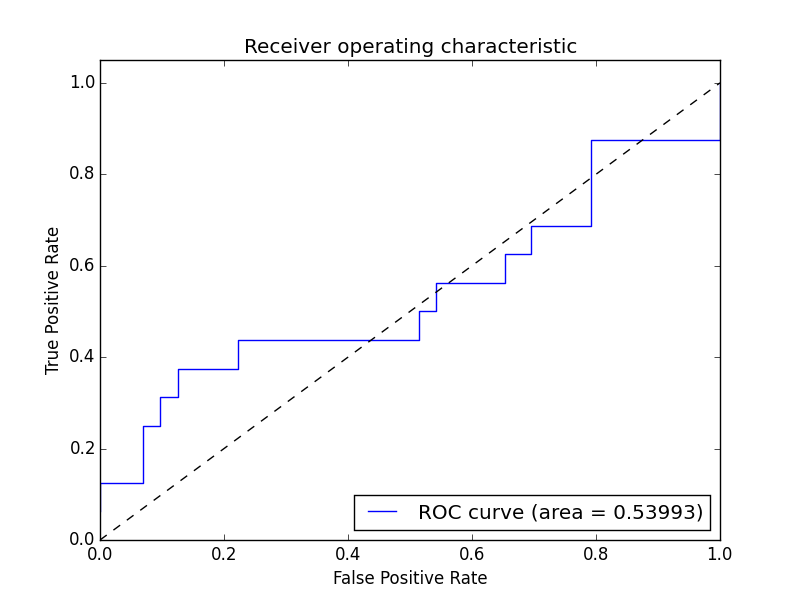 Receiver operating characteristic
True Positive Rate
1.0
0.8
0.6
0.4
0.2
0.0
ROC curve (area = 0.53993)
0.0 0.2 0.4 0.6 0.8 1.0
False Positive Rate